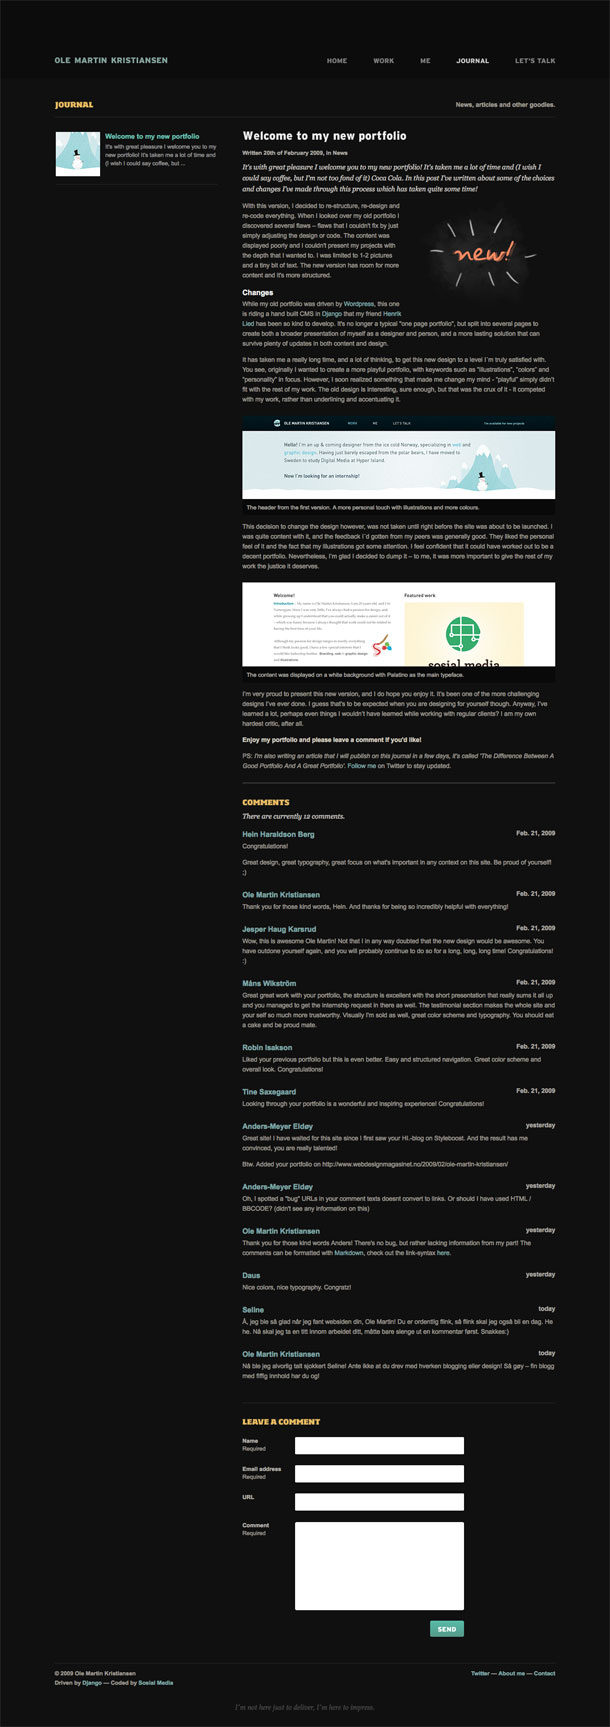 OLE MARTIN KRISTIANSEN
HOME WORK ME JOURNAL LET'S TALK
JOURNAL
News, articles and other goodies.
Welcome to my new portfolio
It's with great pleasure I welcome you to my
new portfolio! It's taken me a lot of time and
(I wish I could say coffee, but ...
Welcome to my new portfolio
Written 20th of February 2009, in News
It's with great pleasure I welcome you to my new portfolio! It's taken me a lot of time and (I wish I
could say coffee, but I'm not too fond of it) Coca Cola. In this post I've written about some of the choices
and changes I've made through this process which has taken quite some time!
With this version, I decided to re-structure, re-design and
re-code everything. When I looked over my old portfolio I
discovered several flaws – flaws that I couldn't fix by just
simply adjusting the design or code. The content was
displayed poorly and I couldn't present my projects with
the depth that I wanted to. I was limited to 1-2 pictures
and a tiny bit of text. The new version has room for more
content and it's more structured.
new!
Changes
While my old portfolio was driven by Wordpress, this one
is riding a hand built CMS in Django that my friend Henrik
Lied has been so kind to develop. It's no longer a typical "one page portfolio", but split into several pages to
create both a broader presentation of myself as a designer and person, and a more lasting solution that can
survive plenty of updates in both content and design.
It has taken me a really long time, and a lot of thinking, to get this new design to a level I´m truly satisfied with.
You see, originally I wanted to create a more playful portfolio, with keywords such as "illustrations", "colors" and
"personality" in focus. However, I soon realized something that made me change my mind - "playful" simply didn't
fit with the rest of my work. The old design is interesting, sure enough, but that was the crux of it - it competed
with my work, rather than underlining and accentuating it.
OLE MARTIN KRISTIANSEN WORK ME LET'S TALK I'm available for new projects
Hello! I'm an up & coming designer from the ice cold Norway, specializing in web and
graphic design. Having just barely escaped from the polar bears, I have moved to
Sweden to study Digital Media at Hyper Island.
Now I'm looking for an internship!
The header from the first version. A more personal touch with illustrations and more colours.
This decision to change the design however, was not taken until right before the site was about to be launched. I
was quite content with it, and the feedback I´d gotten from my peers was generally good. They liked the personal
feel of it and the fact that my illustrations got some attention. I feel confident that it could have worked out to be a
decent portfolio. Nevertheless, I'm glad I decided to dump it – to me, it was more important to give the rest of my
work the justice it deserves.
Welcome!
Featured work
sosial media
The content was displayed on a white background with Palatino as the main typeface.
I'm very proud to present this new version, and I do hope you enjoy it. It's been one of the more challenging
designs I've ever done. I guess that's to be expected when you are designing for yourself though. Anyway, I've
learned a lot, perhaps even things I wouldn't have learned while working with regular clients? I am my own
hardest critic, after all.
Enjoy my portfolio and please leave a comment if you'd like!
PS: I'm also writing an article that I will publish on this journal in a few days, it's called 'The Difference Between A
Good Portfolio And A Great Portfolio'. Follow me on Twitter to stay updated.
COMMENTS
There are currently 12 comments.
Hein Haraldson Berg Feb. 21, 2009
Congratulations!
Great design, great typography, great focus on what's important in any context on this site. Be proud of yourself!
;)
Ole Martin Kristiansen Feb. 21, 2009
Thank you for those kind words, Hein. And thanks for being so incredibly helpful with everything!
Jesper Haug Karsrud Feb. 21, 2009
Wow, this is awesome Ole Martin! Not that I in any way doubted that the new design would be awesome. You
have outdone yourself again, and you will probably continue to do so for a long, long, long time! Congratulations!
:)
Måns Wikström Feb. 21, 2009
Great great work with your portfolio, the structure is excellent with the short presentation that really sums it all up
and you managed to get the internship request in there as well. The testimonial section makes the whole site and
your self so much more trustworthy. Visually I'm sold as well, great color scheme and typography. You should eat
a cake and be proud mate.
Robin Isakson Feb. 21, 2009
Liked your previous portfolio but this is even better. Easy and structured navigation. Great color scheme and
overall look. Congratulations!
Tine Saxegaard Feb. 21, 2009
Looking through your portfolio is a wonderful and inspiring experience! Congratulations!
Anders-Meyer Eldøy yesterday
Great site! I have waited for this site since I first saw your HI.-blog on Styleboost. And the result has me
convinced, you are really talented!
Btw. Added your portfolio on http://www.webdesignmagasinet.no/2009/02/ole-martin-kristiansen/
Anders-Meyer Eldøy yesterday
Oh, I spotted a "bug" URLs in your comment texts doesnt convert to links. Or should I have used HTML /
BBCODE? (didn't see any information on this)
Ole Martin Kristiansen yesterday
Thank you for those kind words Anders! There's no bug, but rather lacking information from my part! The
comments can be formatted with Markdown, check out the link-syntax here.
Daus yesterday
Nice colors, nice typography. Congratz!
Seline today
Å, jeg ble så glad når jeg fant websiden din, Ole Martin! Du er ordentlig flink, så flink skal jeg også bli en dag. He
he. Nå skal jeg ta en titt innom arbeidet ditt, måtte bare slenge ut en kommentar først. Snakkes:)
Ole Martin Kristiansen today
Nå ble jeg alvorlig talt sjokkert Seline! Ante ikke at du drev med hverken blogging eller design! Så gøy – fin blogg
med fiffig innhold har du og!
LEAVE A COMMENT
Name
Required
Email address
Required
URL
Comment
Required
SEND
© 2009 Ole Martin Kristiansen
Twitter — About me — Contact
Driven by Django — Coded by Sosial Media
I'm not here just to deliver, I'm here to impress.